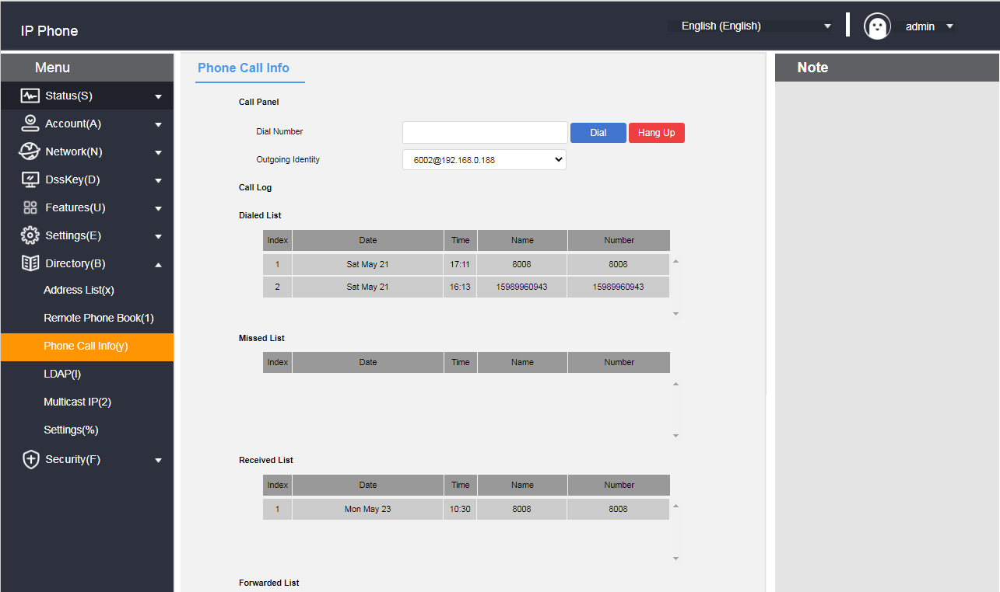 IP Phone
English (English)
admin
Menu
Status(S)
Account(A)
Network(N)
DssKey(D)
Features(U)
Settings(E)
Directory(B)
Address List(x)
Remote Phone Book(1)
Phone Call Info(y)
LDAP(l)
Multicast IP(2)
Settings(%)
Security(F)
Phone Call Info
Call Panel
Dial Number Dial Hang Up
Outgoing Identity 6002@192.168.0.188
Call Log
Dialed List
Index Date Time Name Number
1 Sat May 21 17:11 8008 8008
2 Sat May 21 16:13 15989960943 15989960943
Missed List
Index Date Time Name Number
Received List
Index Date Time Name Number
1 Mon May 23 10:30 8008 8008
Forwarded List
Note